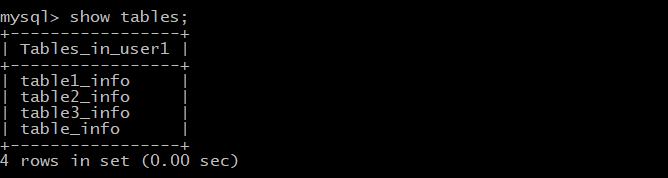 mysql> show tables;
+-----------------+
| Tables_in_user1 |
+-----------------+
| table1_info     |
| table2_info     |
| table3_info     |
| table_info      |
+-----------------+
4 rows in set (0.00 sec)